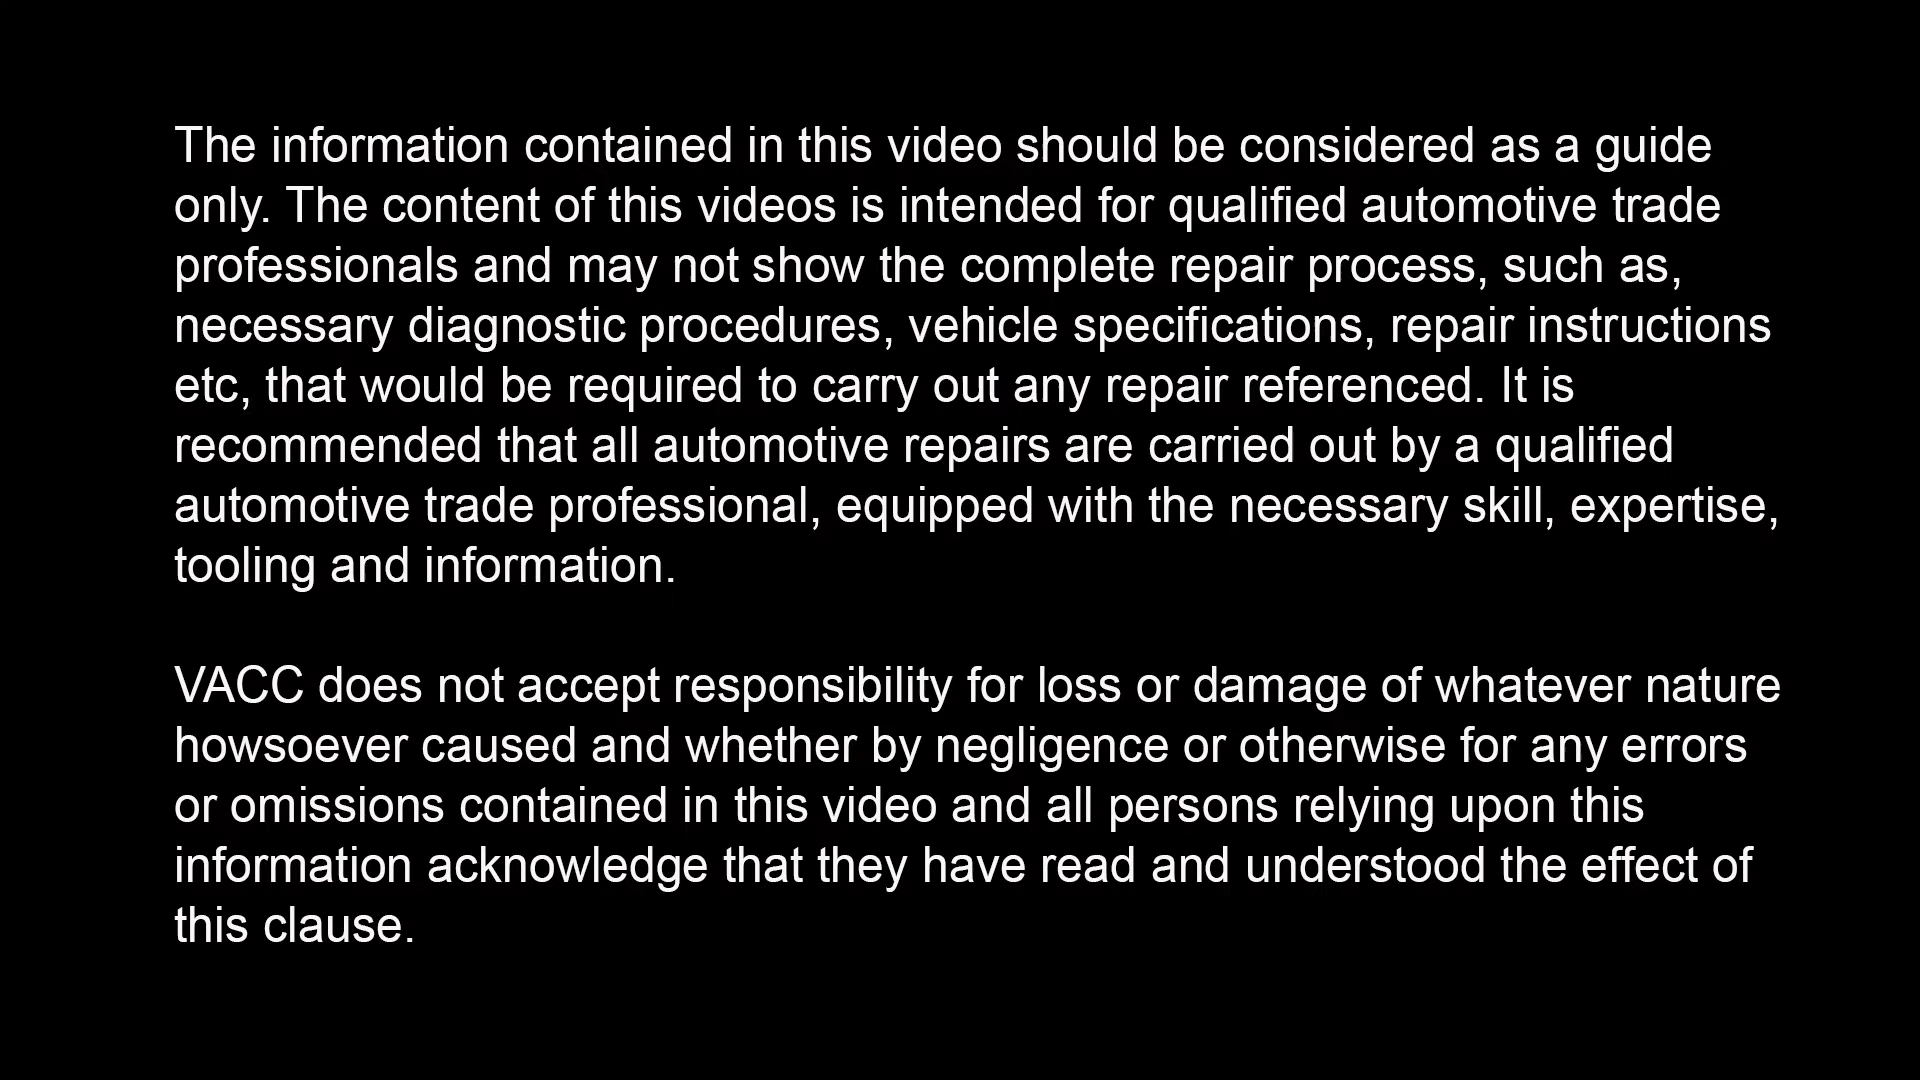 The information contained in this video should be considered as a guide
only. The content of this videos is intended for qualified automotive trade
professionals and may not show the complete repair process, such as,
necessary diagnostic procedures, vehicle specifications, repair instructions
etc, that would be required to carry out any repair referenced. It is
recommended that all automotive repairs are carried out by a qualified
automotive trade professional, equipped with the necessary skill, expertise,
tooling and information.
VACC does not accept responsibility for loss or damage of whatever nature
howsoever caused and whether by negligence or otherwise for any errors
or omissions contained in this video and all persons relying upon this
information acknowledge that they have read and understood the effect of
this clause.